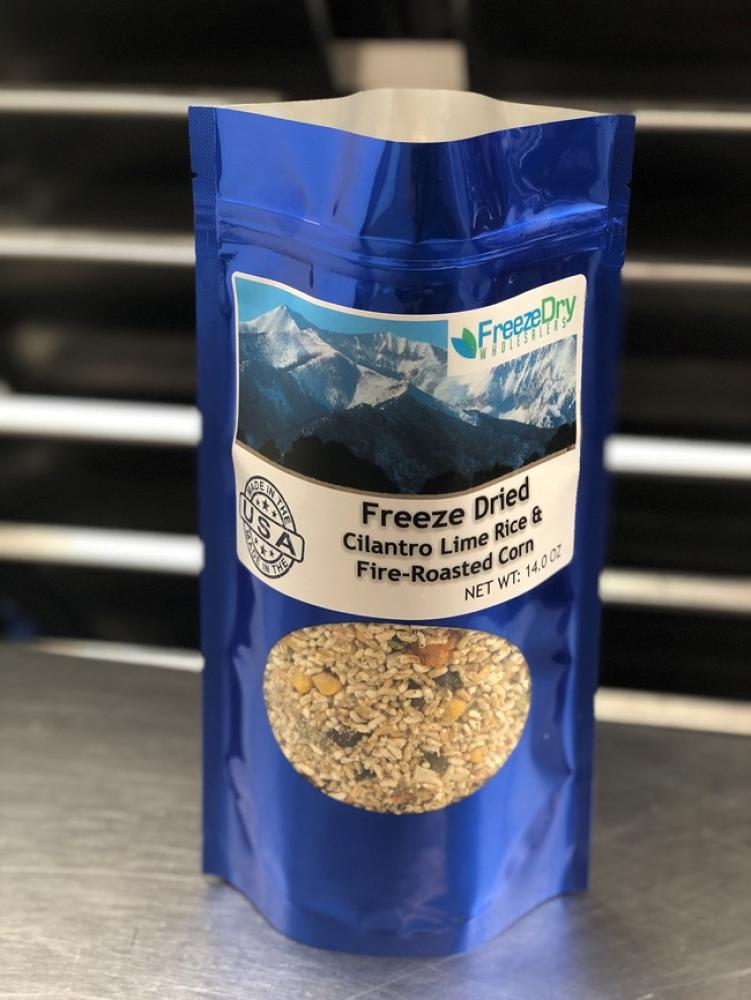 FreezeDry
WHOLESALERS
MADE IN THE
USA
MADE IN THE
Freeze Dried
Cilantro Lime Rice &
Fire-Roasted Corn
NET WT: 14.0 OZ